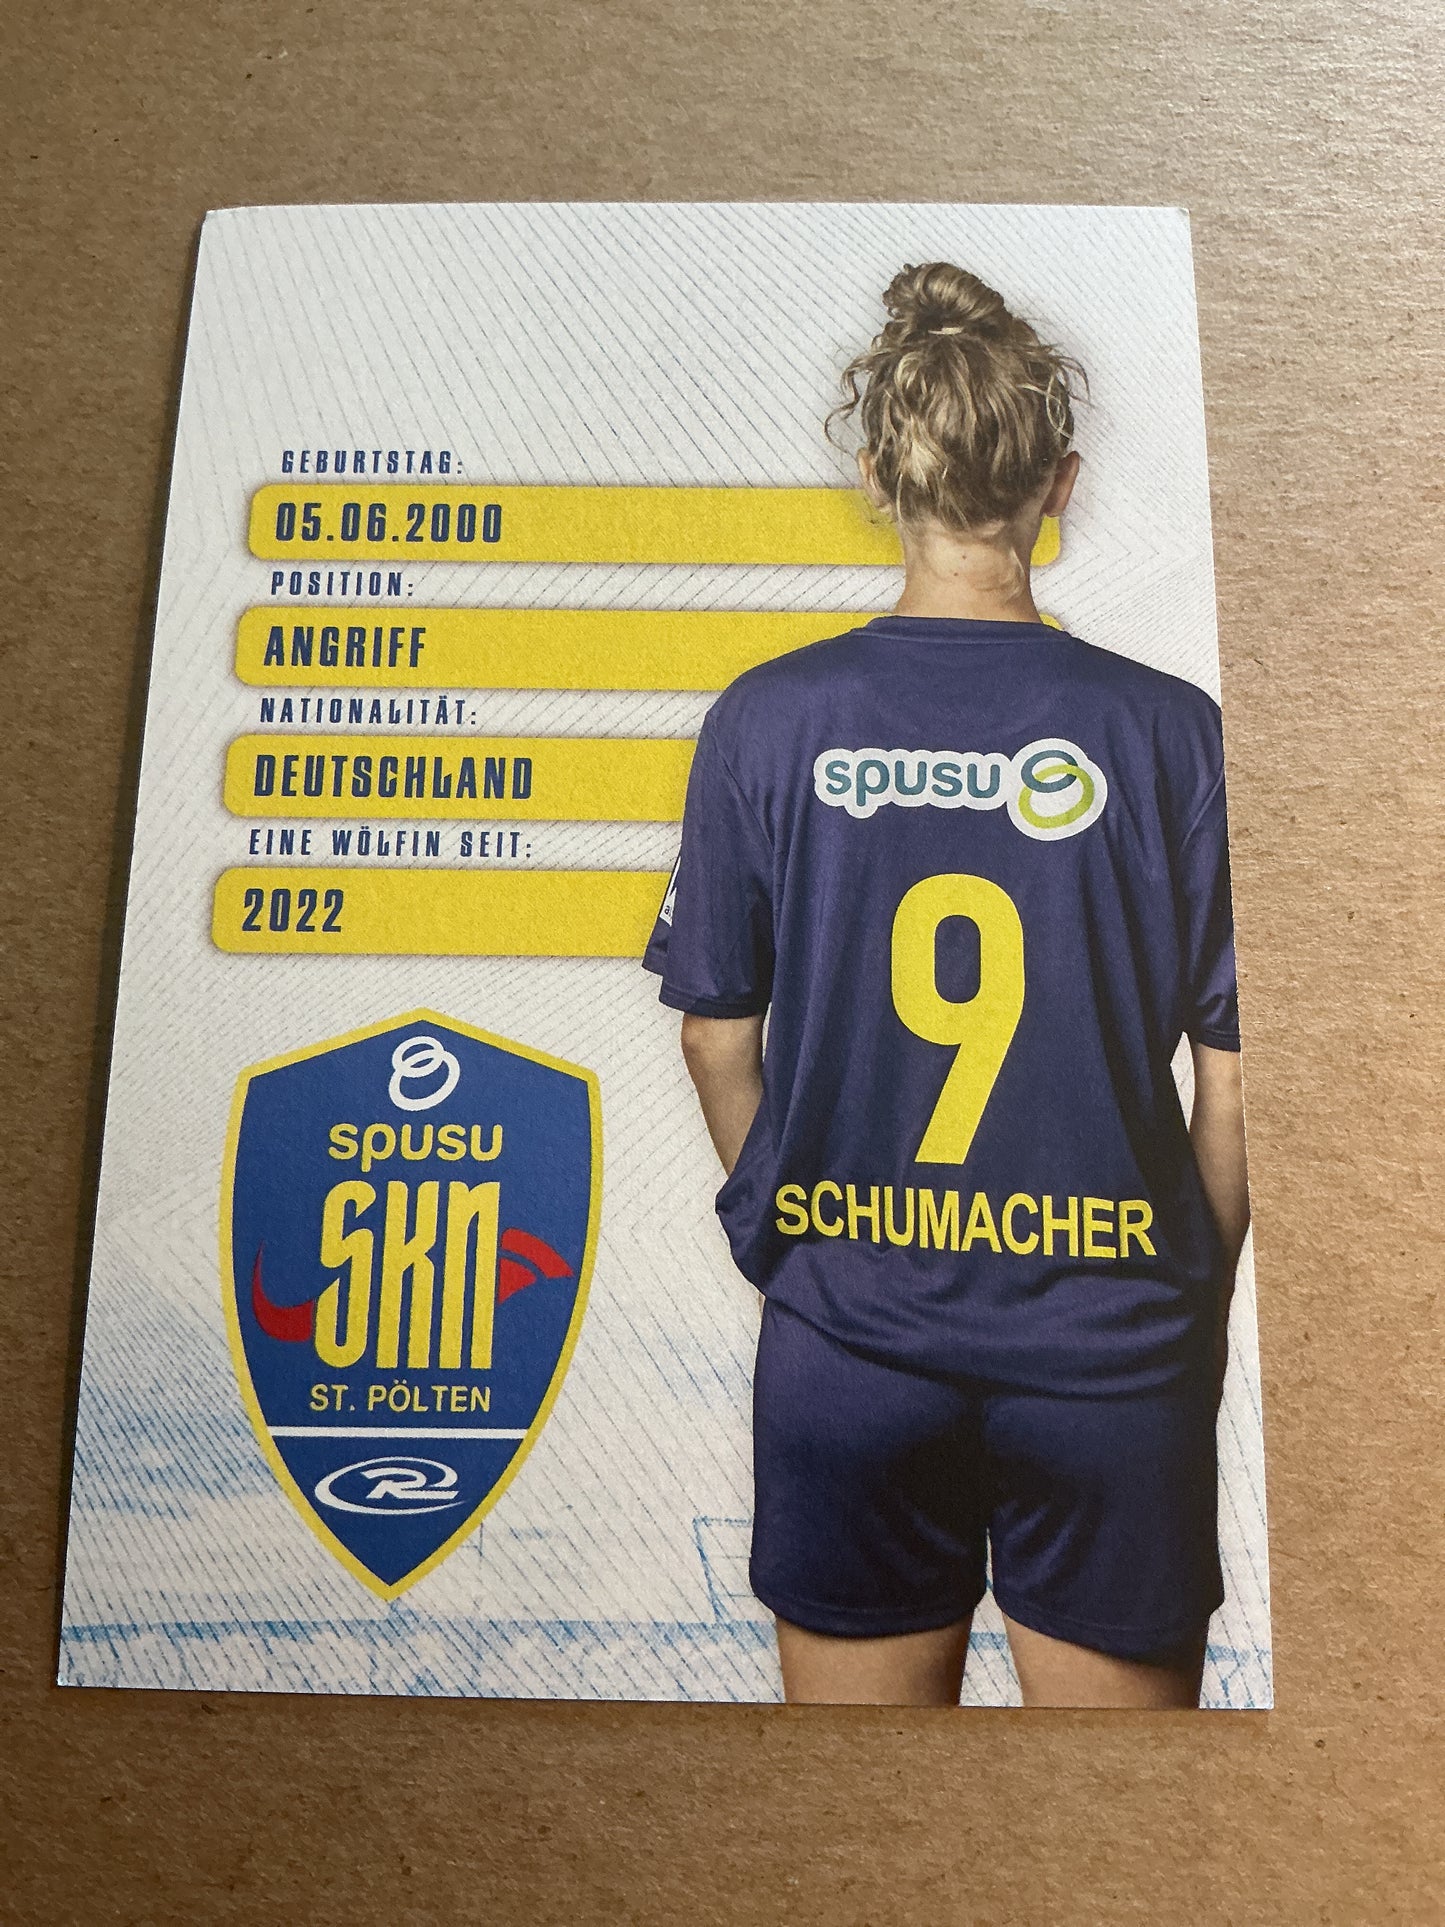 GEBURTSTAG:
05.06.2000
POSITION:
ANGRIFF
NATIONALITÄT:
DEUTSCHLAND
EINE WÖLFIN SEIT:
2022
spusu
9
SCHUMACHER
spusu
SKN
ST. PÖLTEN
R